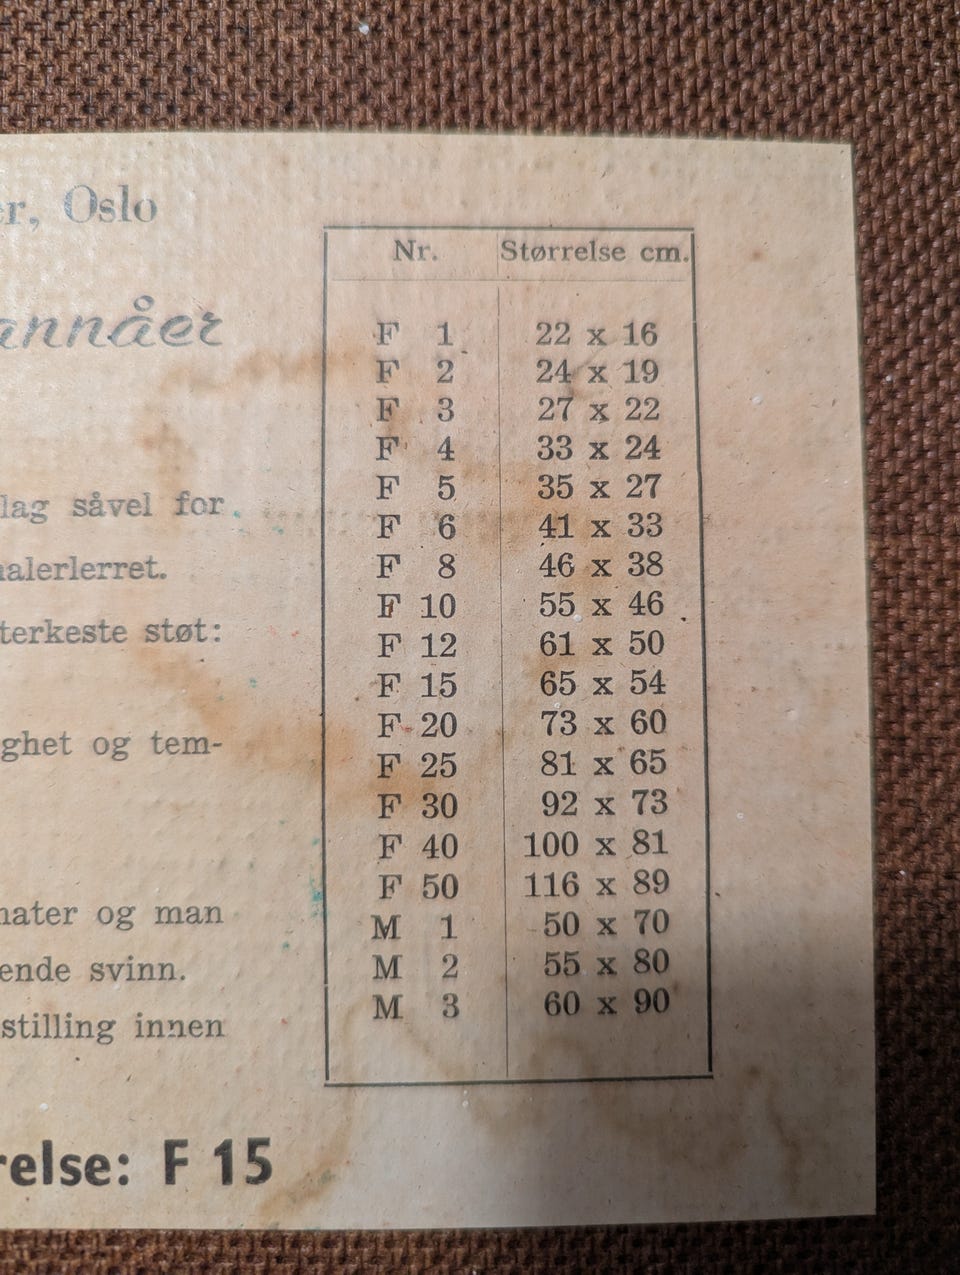 er, Oslo
annåer
lag såvel for
malerlerret.
terkeste støt:
ghet og tem-
mater og man
ende svinn.
stilling innen
relse: F 15
Nr. Størrelse cm.
F 1 22 x 16
F 2 24 x 19
F 3 27 x 22
F 4 33 x 24
F 5 35 x 27
F 6 41 x 33
F 8 46 x 38
F 10 55 x 46
F 12 61 x 50
F 15 65 x 54
F 20 73 x 60
F 25 81 x 65
F 30 92 x 73
F 40 100 x 81
F 50 116 x 89
M 1 50 x 70
M 2 55 x 80
M 3 60 x 90